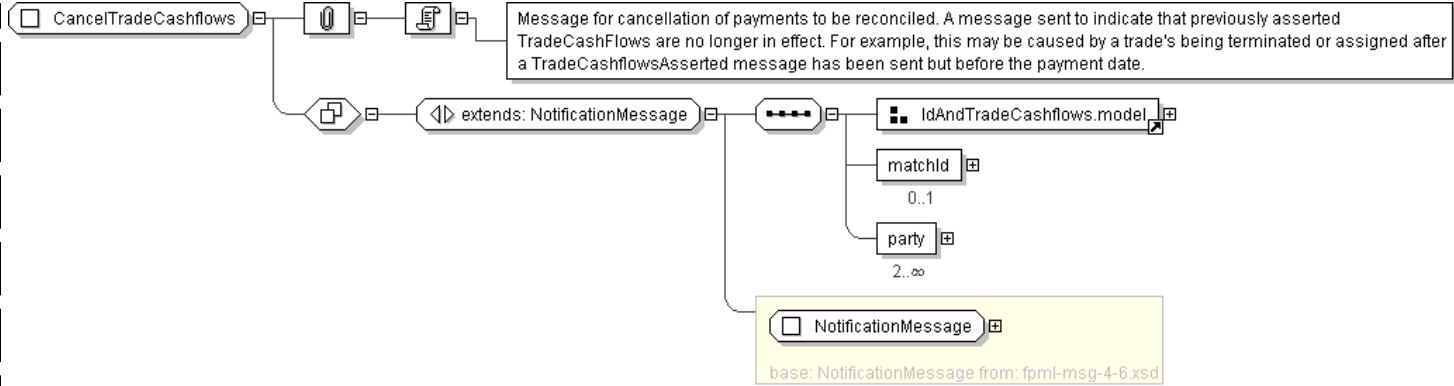 CancelTradeCashflows
Message for cancellation of payments to be reconciled. A message sent to indicate that previously asserted
TradeCashFlows are no longer in effect. For example, this may be caused by a trade's being terminated or assigned after
a TradeCashflowsAsserted message has been sent but before the payment date.
extends: NotificationMessage
IdAndTradeCashflows.model
matchId
0..1
party
2..∞
NotificationMessage
base: NotificationMessage from: fpml-msg-4-6.xsd